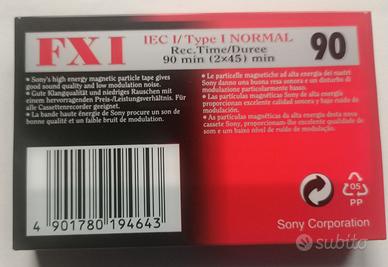 FX I
IEC I/Type I NORMAL
Rec.Time/Duree
90 min (2×45) min
90
• Sony's high energy magnetic particle tape gives
good sound quality and low modulation noise.
• Gute Klangqualität und niedriges Rauschen mit
einem hervorragenden Preis-/Leistungsverhältnis. Für
alle Cassettenrecorder geeignet.
• La bande haute énergie de Sony procure un son de
bonne qualité et un faible bruit de modulation.
• Le particelle magnetiche ad alta energia dei nastri
Sony danno una buona resa sonora e un disturbo di
modulazione particolarmente basso.
• Las partículas magnéticas Sony de alta energía
proporcionan excelente calidad sonora y bajo ruido de
modulación.
• As partículas magnéticas da alta energia desta nova
cassete Sony, proporcionam-lhe excelente qualidade de
som e um baixo nível de ruído de modulação.
4 901780 194643
05
PP
Sony Corporation
subito